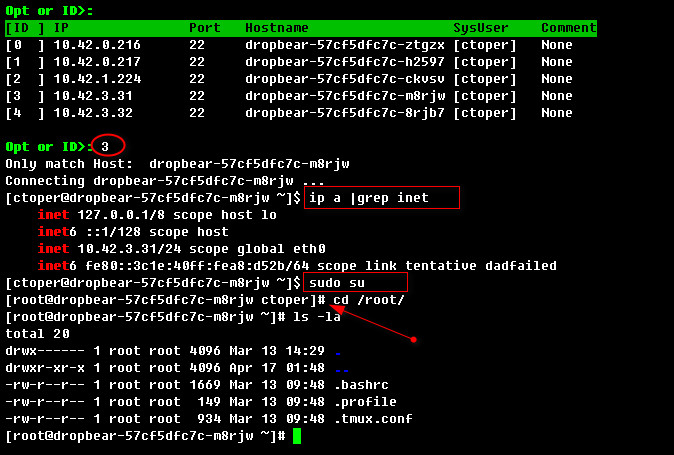 Opt or ID>:
[ID ] IP Port Hostname SysUser Comment
[0 ] 10.42.0.216 22 dropbear-57cf5dfc7c-ztgzx [ctoper] None
[1 ] 10.42.0.217 22 dropbear-57cf5dfc7c-h2597 [ctoper] None
[2 ] 10.42.1.224 22 dropbear-57cf5dfc7c-ckvsv [ctoper] None
[3 ] 10.42.3.31 22 dropbear-57cf5dfc7c-m8rjw [ctoper] None
[4 ] 10.42.3.32 22 dropbear-57cf5dfc7c-8rjb7 [ctoper] None
Opt or ID>: 3
Only match Host: dropbear-57cf5dfc7c-m8rjw
Connecting dropbear-57cf5dfc7c-m8rjw ...
[ctoper@dropbear-57cf5dfc7c-m8rjw ~]$ ip a |grep inet
inet 127.0.0.1/8 scope host lo
inet6 ::1/128 scope host
inet 10.42.3.31/24 scope global eth0
inet6 fe80::3c1e:40ff:fea8:d52b/64 scope link tentative dadfailed
[ctoper@dropbear-57cf5dfc7c-m8rjw ~]$ sudo su
[root@dropbear-57cf5dfc7c-m8rjw ctoper]# cd /root/
[root@dropbear-57cf5dfc7c-m8rjw ~]# ls -la
total 20
drwx------ 1 root root 4096 Mar 13 14:29 .
drwxr-xr-x 1 root root 4096 Apr 17 01:48 ..
-rw-r--r-- 1 root root 1669 Mar 13 09:48 .bashrc
-rw-r--r-- 1 root root 149 Mar 13 09:48 .profile
-rw-r--r-- 1 root root 934 Mar 13 09:48 .tmux.conf
[root@dropbear-57cf5dfc7c-m8rjw ~]#